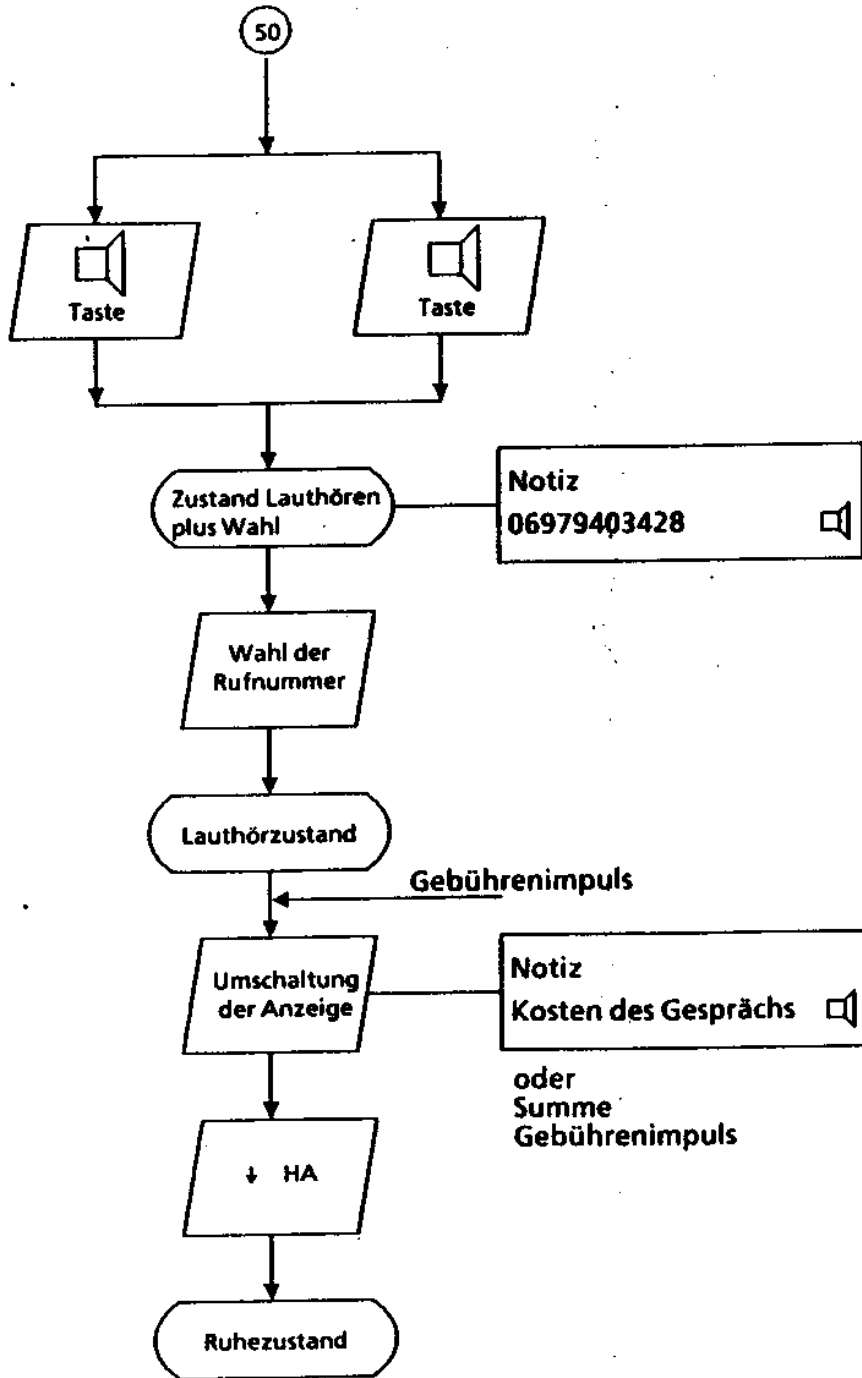 50
Taste
Taste
Zustand Lauthören
plus Wahl
Notiz
06979403428
Wahl der
Rufnummer
Lauthörzustand
Gebührenimpuls
Umschaltung
der Anzeige
Notiz
Kosten des Gesprächs
oder
Summe
Gebührenimpuls
↓ HA
Ruhezustand